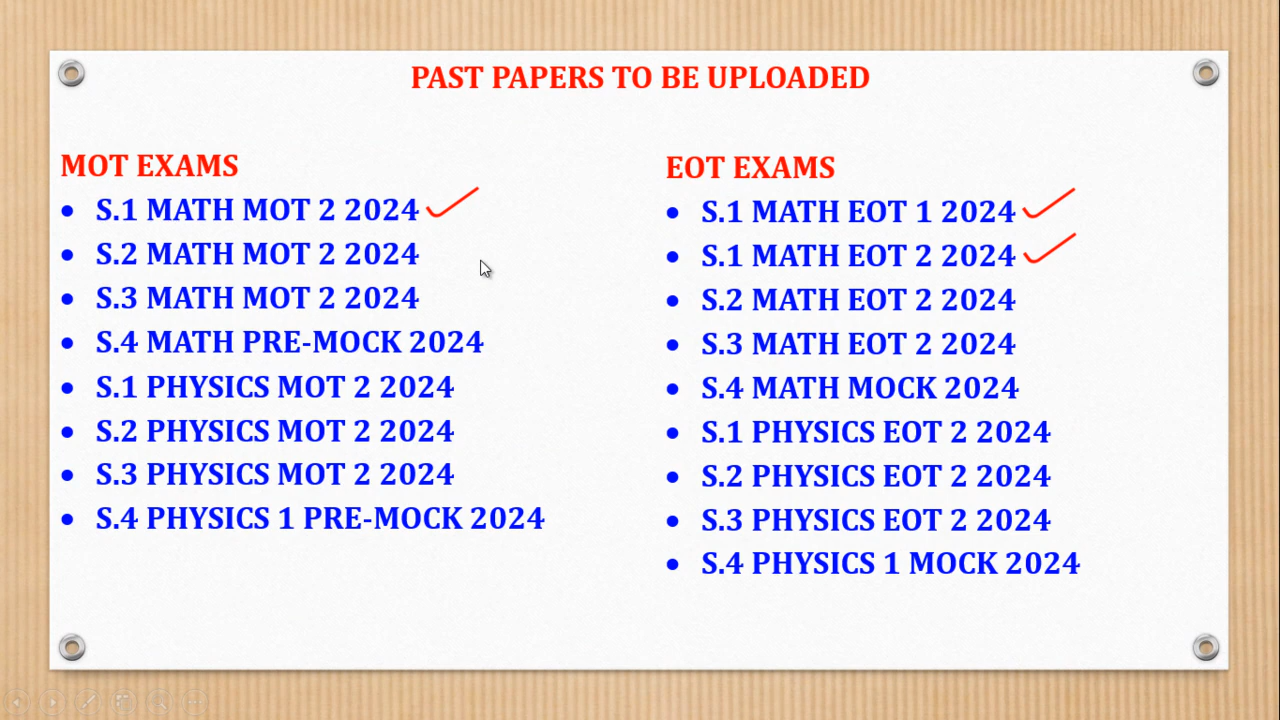 PAST PAPERS TO BE UPLOADED
MOT EXAMS
• S.1 MATH MOT 2 2024
• S.2 MATH MOT 2 2024
• S.3 MATH MOT 2 2024
• S.4 MATH PRE-MOCK 2024
• S.1 PHYSICS MOT 2 2024
• S.2 PHYSICS MOT 2 2024
• S.3 PHYSICS MOT 2 2024
• S.4 PHYSICS 1 PRE-MOCK 2024
EOT EXAMS
• S.1 MATH EOT 1 2024
• S.1 MATH EOT 2 2024
• S.2 MATH EOT 2 2024
• S.3 MATH EOT 2 2024
• S.4 MATH MOCK 2024
• S.1 PHYSICS EOT 2 2024
• S.2 PHYSICS EOT 2 2024
• S.3 PHYSICS EOT 2 2024
• S.4 PHYSICS 1 MOCK 2024